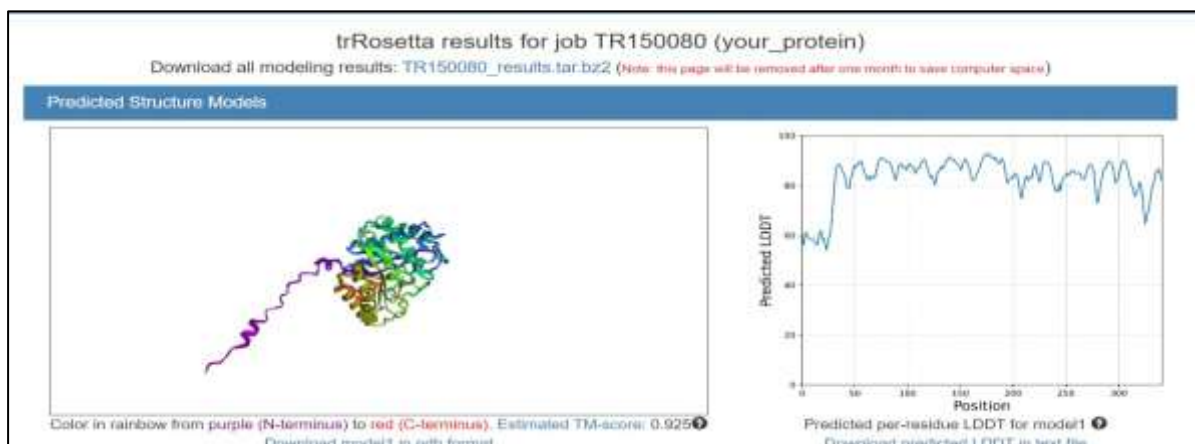 trRosetta results for job TR150080 (your_protein)
Download all modeling results: TR150080_results.tar.bz2 (Note: this page will be removed after one month to save computer space)
Predicted Structure Models
Color in rainbow from purple (N-terminus) to red (C-terminus). Estimated TM-score: 0.925?
Download model1 in pdb format
100
80
60
40
20
0
Predicted LDDT
0 50 100 150 200 250 300
Position
Predicted per-residue LDDT for model1 ?
Download predicted LDDT in text file